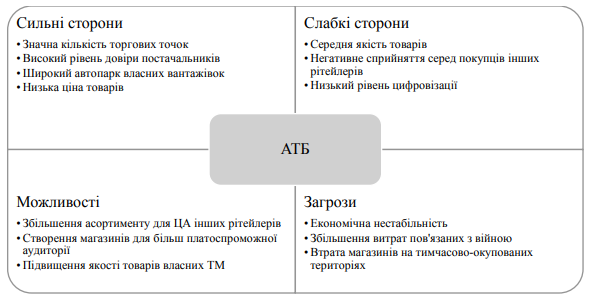 Сильні сторони
• Значна кількість торгових точок
• Високий рівень довіри постачальників
• Широкий автопарк власних вантажівок
• Низька ціна товарів
Слабкі сторони
• Середня якість товарів
• Негативне сприйняття серед покупців інших
рітейлерів
• Низький рівень цифровізації
АТБ
Можливості
• Збільшення асортименту для ЦА інших рітейлерів
• Створення магазинів для більш платоспроможної
аудиторії
• Підвищення якості товарів власних ТМ
Загрози
• Економічна нестабільність
• Збільшення витрат пов'язаних з війною
• Втрата магазинів на тимчасово-окупованих
територіях